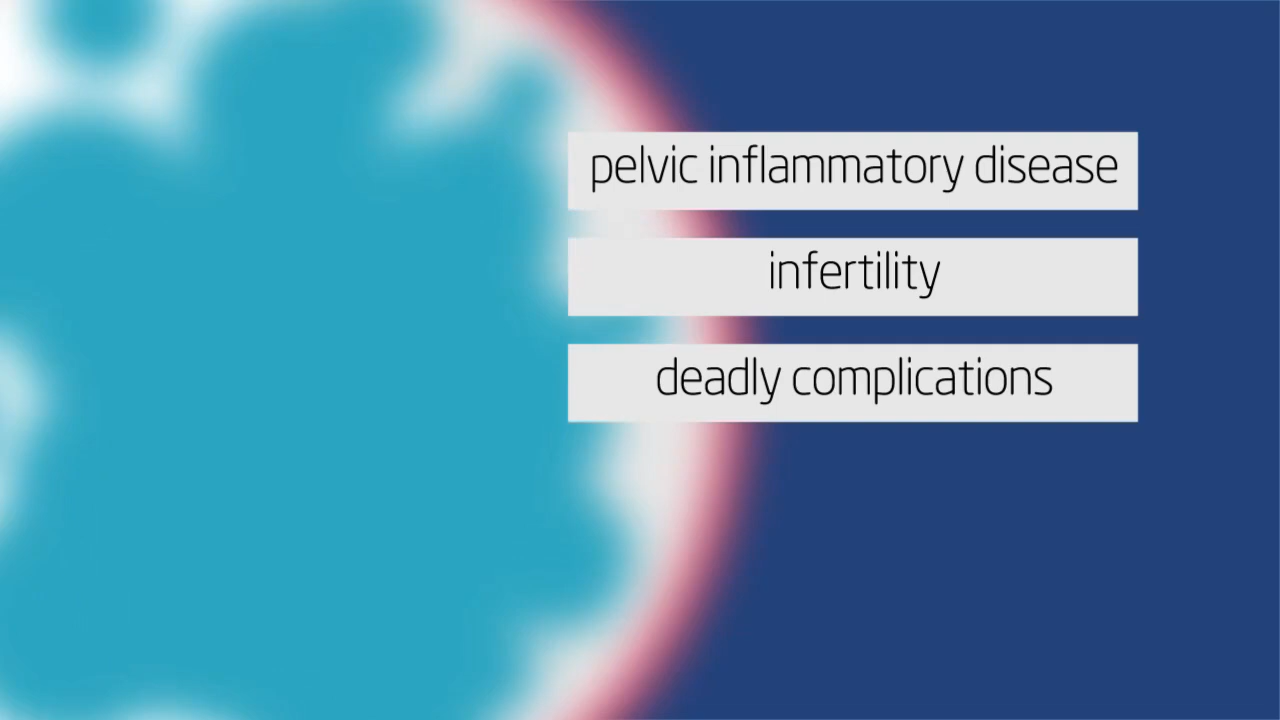 pelvic inflammatory disease
infertility
deadly complications